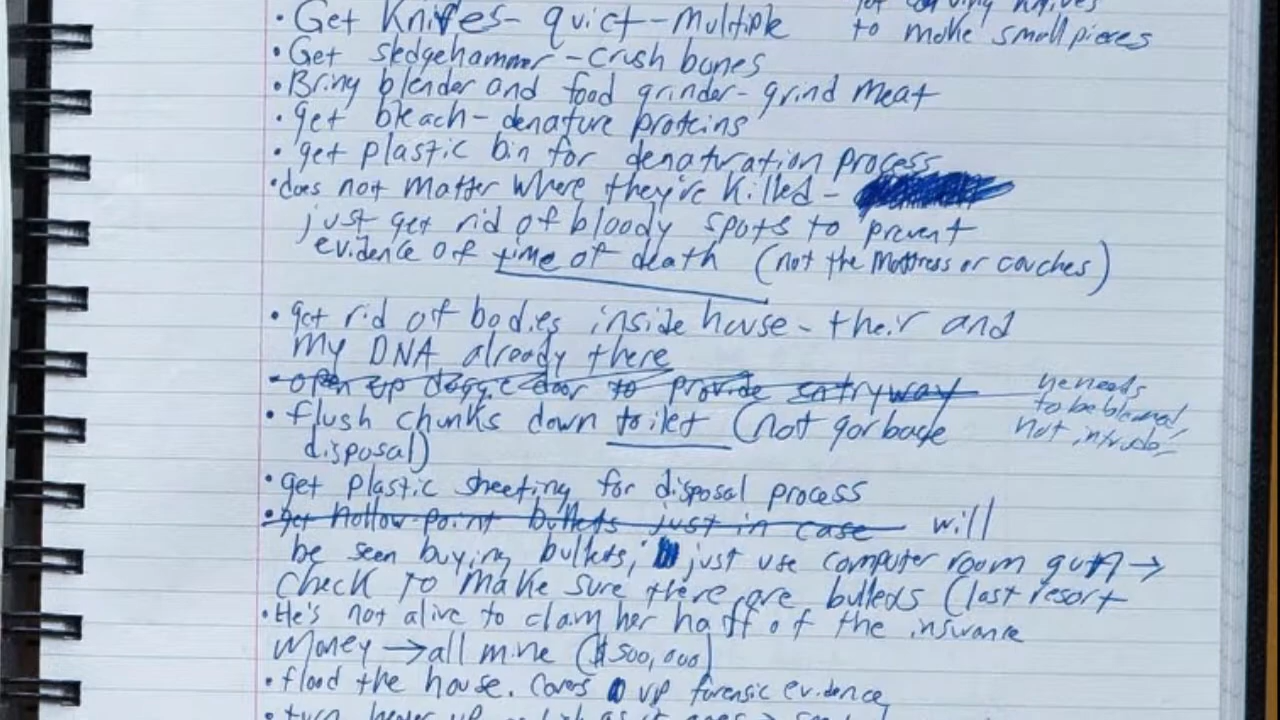 • Get Knifes - quiet - multiple
to make small pieces
• Get sledgehammer - crush bones
• Bring blender and food grinder - grind meat
• get bleach - denature proteins
• get plastic bin for denaturation process
• does not matter where they're killed -
just get rid of bloody spots to prevent
evidence of time of death (not the mattress or couches)
• get rid of bodies inside house - their and
my DNA already there
• open up doggie door to provide entryway
he needs
to be blamed,
not intruder
• flush chunks down toilet (not garbage
disposal)
• get plastic sheeting for disposal process
• get hollow-point bullets just in case will
be seen buying bullets; just use computer room gun →
check to make sure there are bullets (last resort
• He's not alive to claim her half of the insurance
money → all mine ($500,000)
• flood the house. Covers up forensic evidence